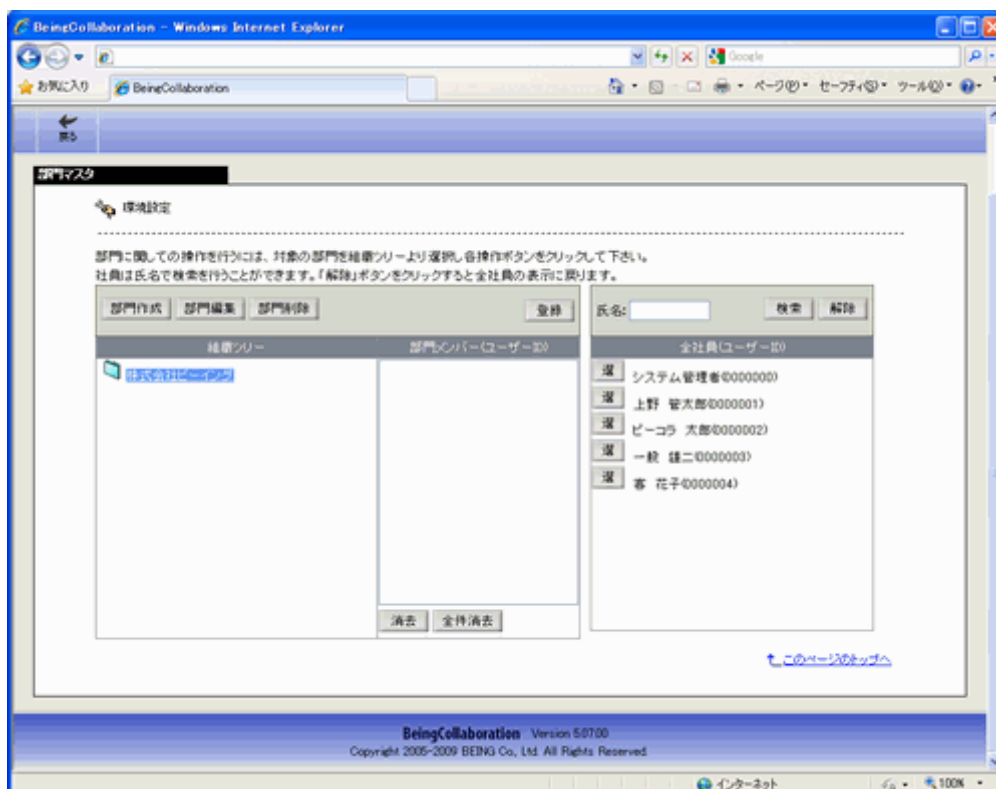 BeingCollaboration - Windows Internet Explorer
Google
お気に入り BeingCollaboration ページ(P) セーフティ(S) ツール(O)
戻る
部門マスタ
環境設定
部門に関しての操作を行うには、対象の部門を組織ツリーより選択し各操作ボタンをクリックして下さい。
社員は氏名で検索を行うことができます。「解除」ボタンをクリックすると全社員の表示に戻ります。
部門作成 部門編集 部門削除 登録 氏名: 検索 解除
組織ツリー 部門メンバー(ユーザーID) 全社員(ユーザーID)
株式会社ビーイング
選 システム管理者(0000000)
選 上野 管太郎(0000001)
選 ビーコラ 太郎(0000002)
選 一般 雄二(0000003)
選 客 花子(0000004)
消去 全件消去
このページのトップへ
BeingCollaboration Version 5.07.00
Copyright 2005-2009 BEING Co., Ltd. All Rights Reserved.
インターネット 100%